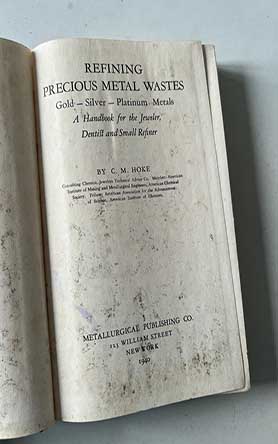 REFINING
PRECIOUS METAL WASTES
Gold — Silver — Platinum Metals
A Handbook for the Jeweler,
Dentist and Small Refiner
BY C. M. HOKE
Consulting Chemist, Jewelers Technical Advice Co. Member: American
Institute of Mining and Metallurgical Engineers; American Chemical
Society. Fellow: American Association for the Advancement
of Science, American Institute of Chemists.
METALLURGICAL PUBLISHING CO.
123 WILLIAM STREET
NEW YORK
1940